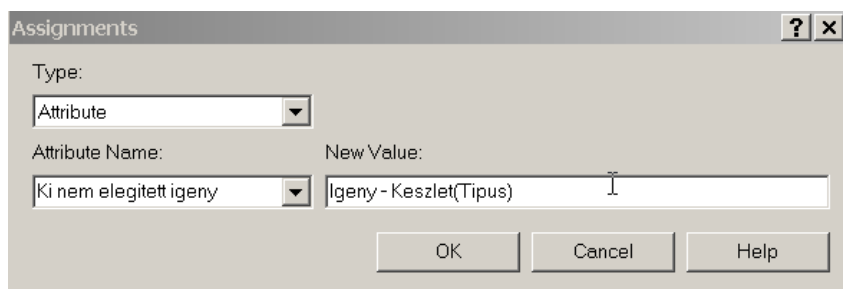 Assignments
Type:
Attribute
Attribute Name: New Value:
Ki nem elegitett igeny Igeny - Keszlet(Tipus)
OK Cancel Help